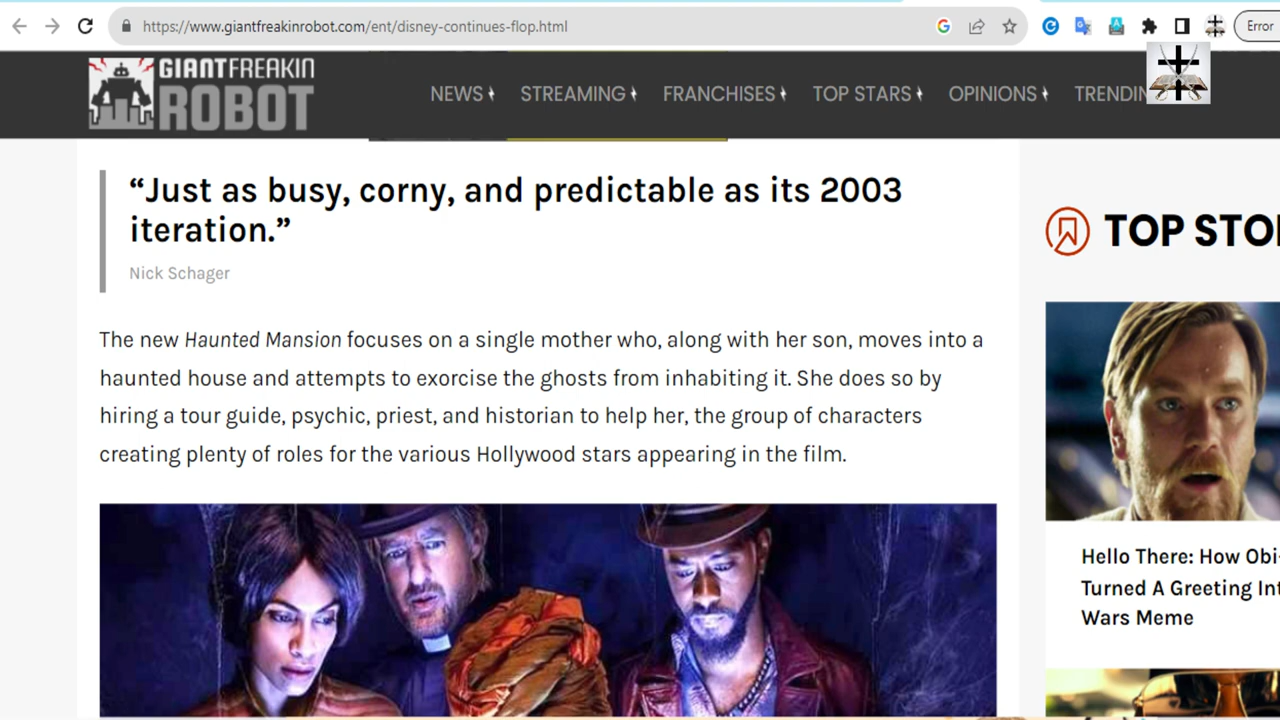 https://www.giantfreakinrobot.com/ent/disney-continues-flop.html
Error
GIANT FREAKIN
ROBOT
NEWS STREAMING FRANCHISES TOP STARS OPINIONS TRENDIN
“Just as busy, corny, and predictable as its 2003
iteration.”
Nick Schager
The new Haunted Mansion focuses on a single mother who, along with her son, moves into a
haunted house and attempts to exorcise the ghosts from inhabiting it. She does so by
hiring a tour guide, psychic, priest, and historian to help her, the group of characters
creating plenty of roles for the various Hollywood stars appearing in the film.
TOP STO
Hello There: How Obi-
Turned A Greeting Int
Wars Meme